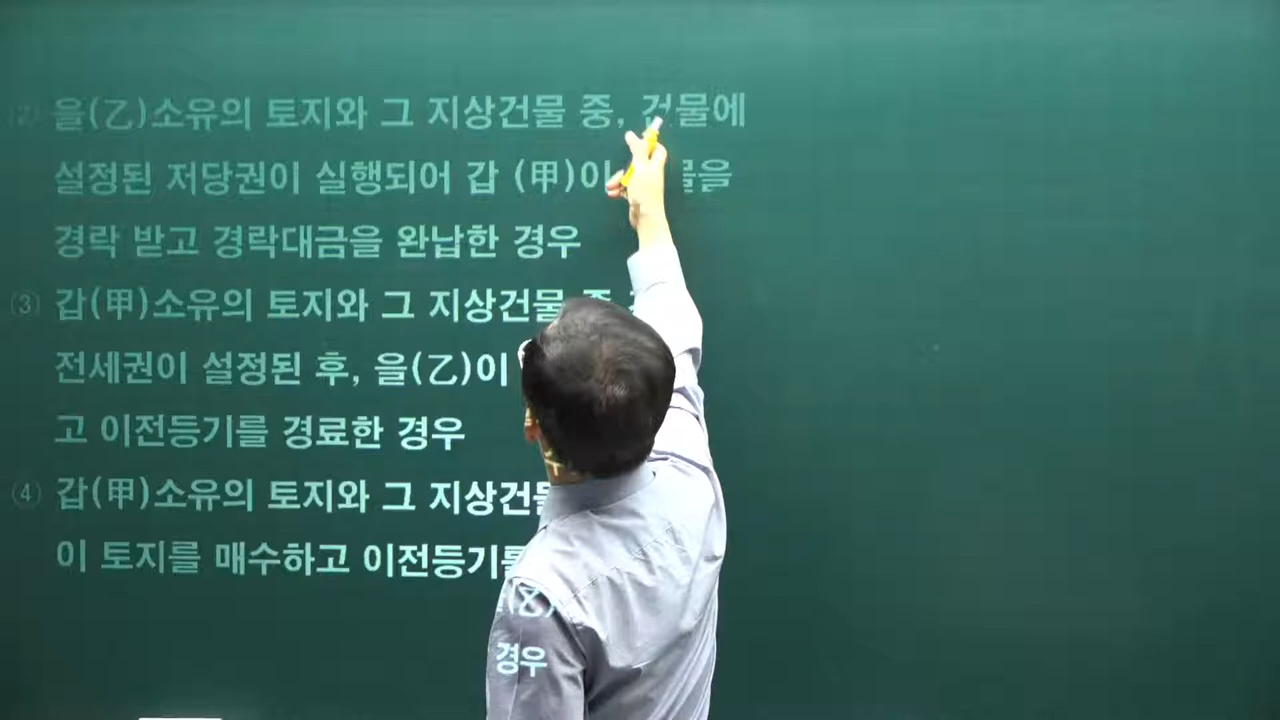 (2) 을(乙)소유의 토지와 그 지상건물 중, 건물에
설정된 저당권이 실행되어 갑 (甲)이
경락 받고 경락대금을 완납한 경우
(3) 갑(甲)소유의 토지와 그 지상건물 중
전세권이 설정된 후, 을(乙)이
고 이전등기를 경료한 경우
(4) 갑(甲)소유의 토지와 그 지상건물
이 토지를 매수하고 이전등기를
경우